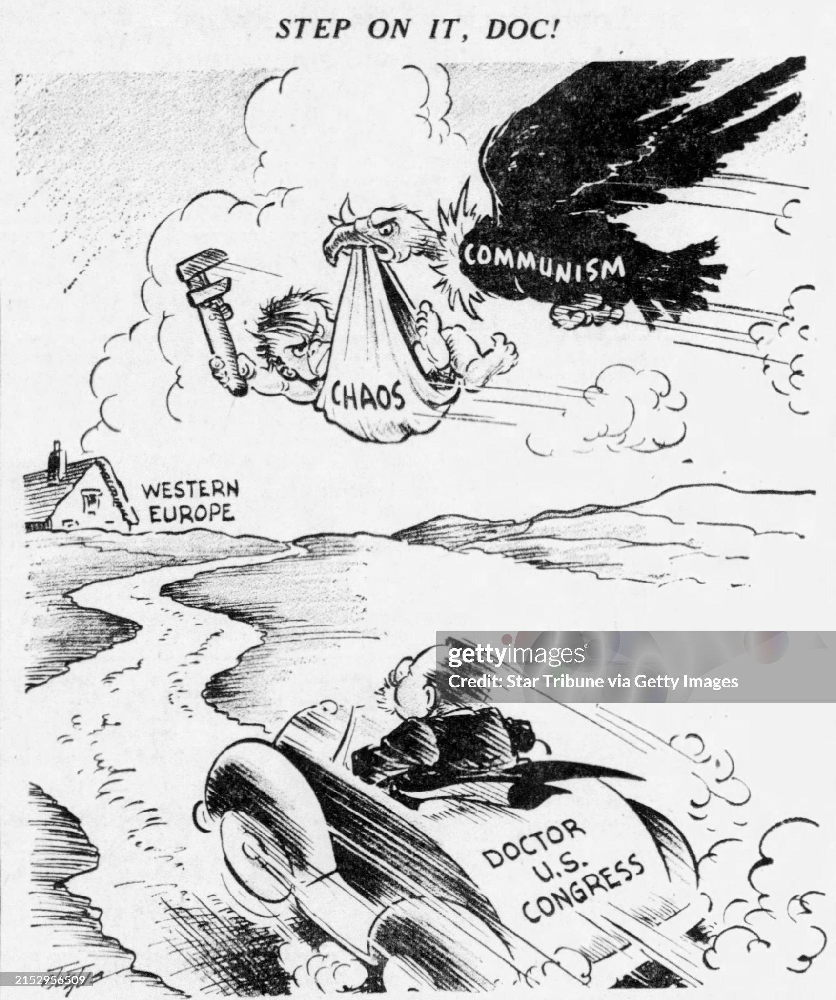 STEP ON IT, DOC!
COMMUNISM
CHAOS
WESTERN
EUROPE
gettyimages®
Credit: Star Tribune via Getty Images
DOCTOR
U.S.
CONGRESS
2152956509